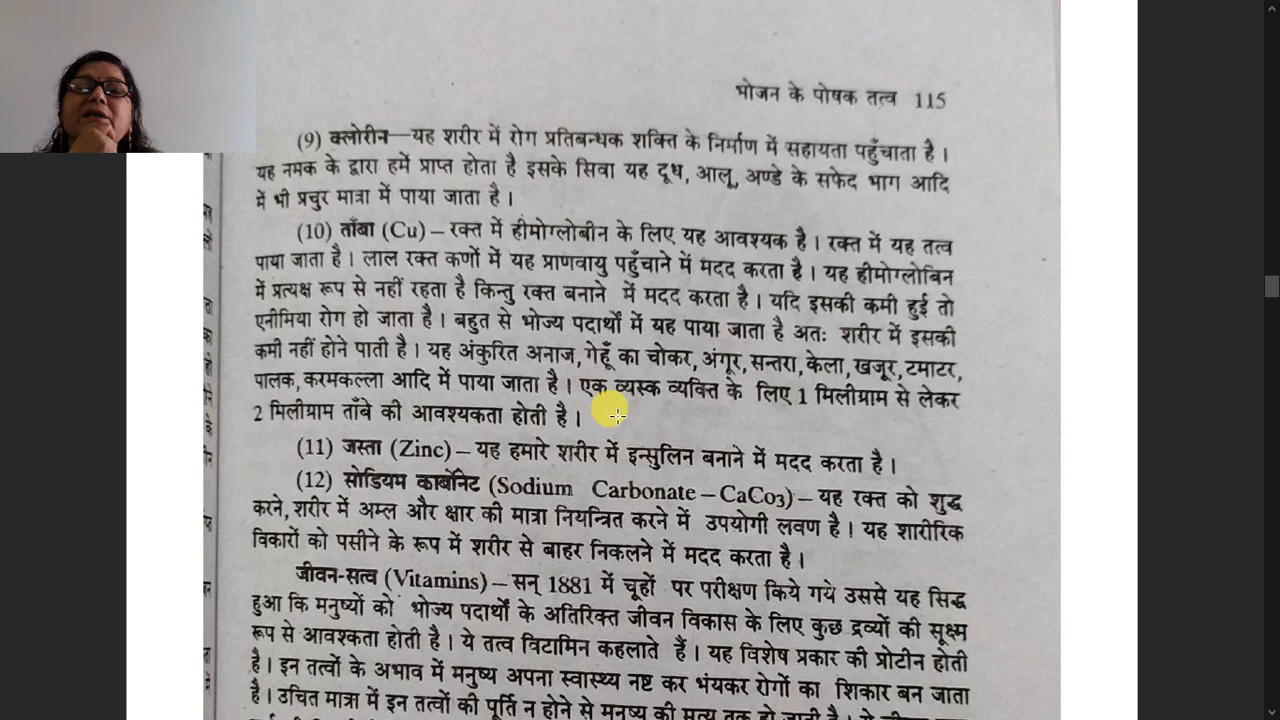 भोजन के पोषक तत्व 115
(9) क्लोरीन—यह शरीर में रोग प्रतिबन्धक शक्ति के निर्माण में सहायता पहुँचाता है।
यह नमक के द्वारा हमें प्राप्त होता है इसके सिवा यह दूध, आलू, अण्डे के सफेद भाग आदि
में भी प्रचुर मात्रा में पाया जाता है।
(10) ताँबा (Cu) – रक्त में हीमोग्लोबीन के लिए यह आवश्यक है। रक्त में यह तत्व
पाया जाता है। लाल रक्त कणों में यह प्राणवायु पहुँचाने में मदद करता है। यह हीमोग्लोबिन
में प्रत्यक्ष रूप से नहीं रहता है किन्तु रक्त बनाने में मदद करता है। यदि इसकी कमी हुई तो
एनीमिया रोग हो जाता है। बहुत से भोज्य पदार्थों में यह पाया जाता है अतः शरीर में इसकी
कमी नहीं होने पाती है। यह अंकुरित अनाज, गेहूँ का चोकर, अंगूर, सन्तरा, केला, खजूर, टमाटर,
पालक, करमकल्ला आदि में पाया जाता है। एक व्यस्क व्यक्ति के लिए 1 मिलीग्राम से लेकर
2 मिलीग्राम ताँबे की आवश्यकता होती है।
(11) जस्ता (Zinc) – यह हमारे शरीर में इन्सुलिन बनाने में मदद करता है।
(12) सोडियम कार्बोनेट (Sodium Carbonate – CaCo3) – यह रक्त को शुद्ध
करने, शरीर में अम्ल और क्षार की मात्रा नियन्त्रित करने में उपयोगी लवण है। यह शारीरिक
विकारों को पसीने के रूप में शरीर से बाहर निकलने में मदद करता है।
जीवन-सत्व (Vitamins) – सन् 1881 में चूहों पर परीक्षण किये गये उससे यह सिद्ध
हुआ कि मनुष्यों को भोज्य पदार्थों के अतिरिक्त जीवन विकास के लिए कुछ द्रव्यों की सूक्ष्म
रूप से आवश्कता होती है। ये तत्व विटामिन कहलाते हैं। यह विशेष प्रकार की प्रोटीन होती
है। इन तत्वों के अभाव में मनुष्य अपना स्वास्थ्य नष्ट कर भंयकर रोगों का शिकार बन जाता
है। उचित मात्रा में इन तत्वों की पूर्ति न होने से मनुष्य की मृत्यु तक हो जाती है।